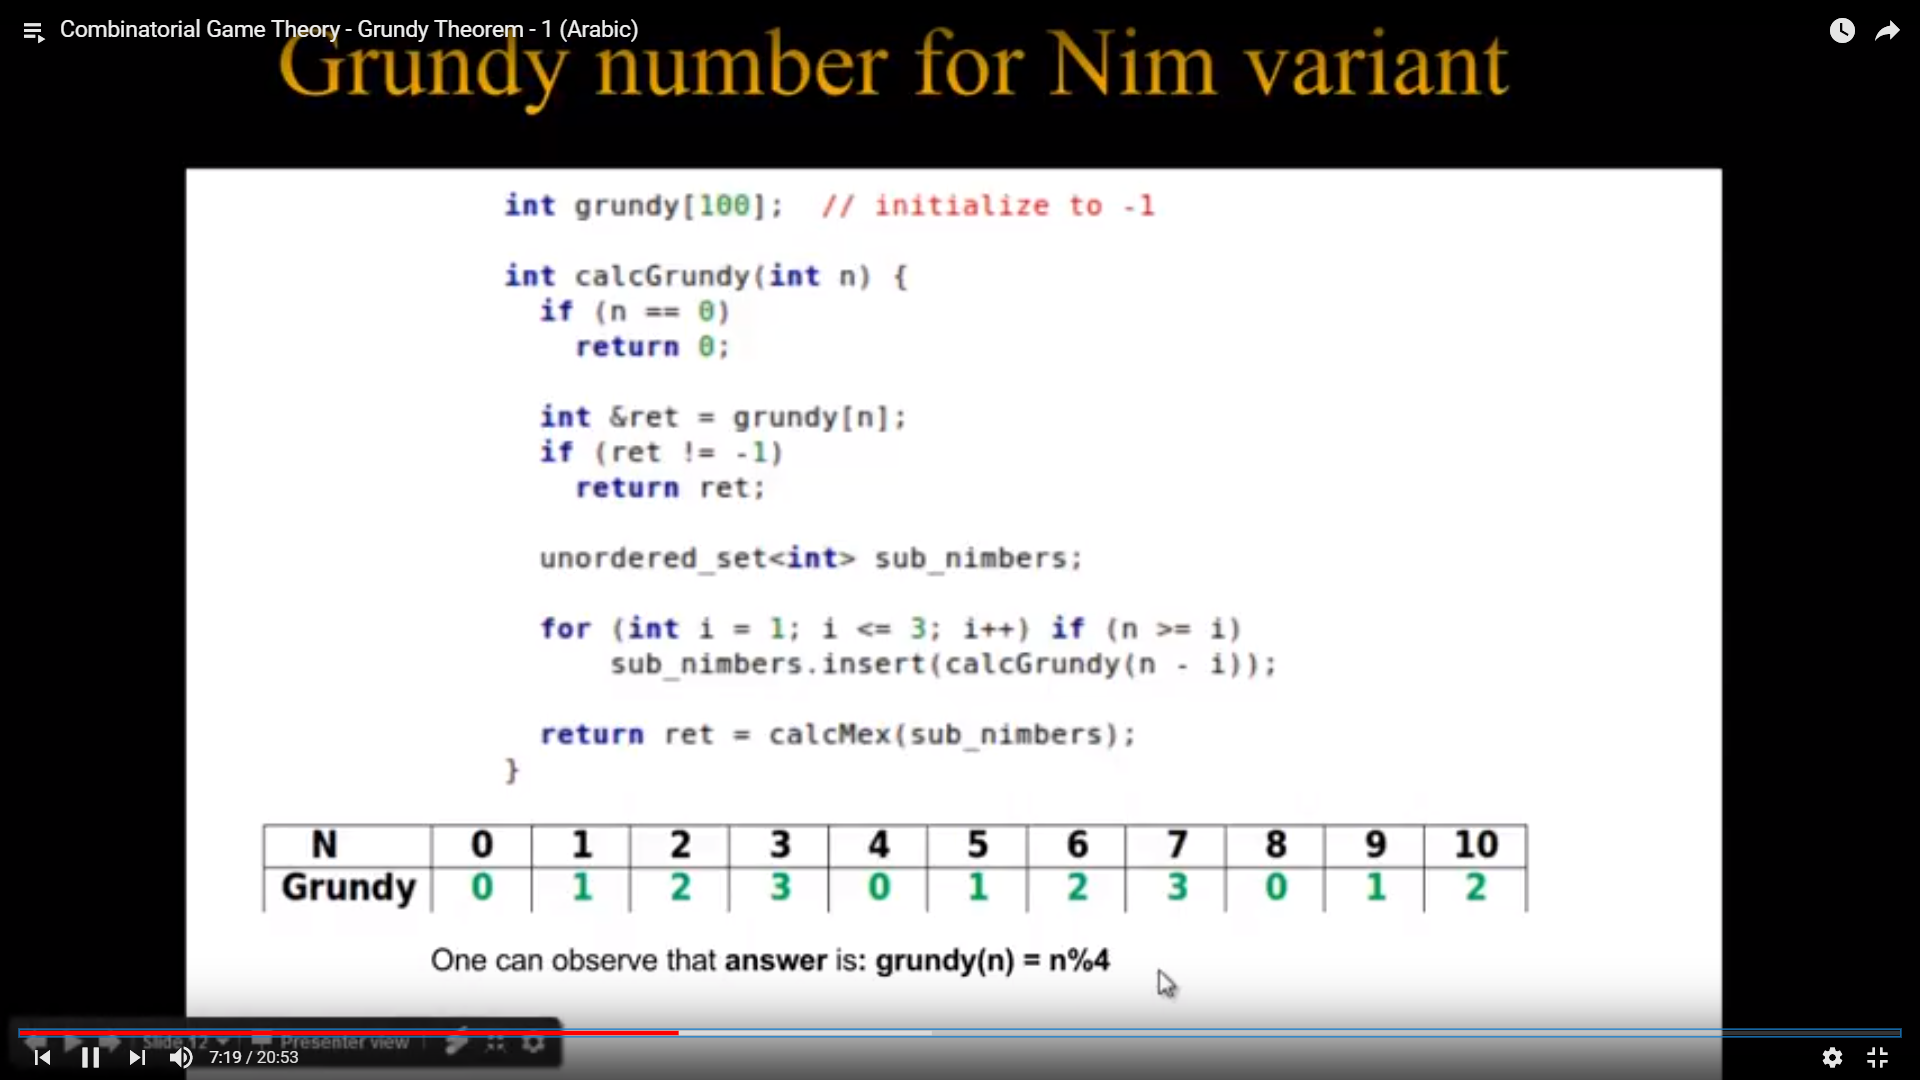 Combinatorial Game Theory - Grundy Theorem - 1 (Arabic)
Grundy number for Nim variant
int grundy[100];  // initialize to -1
int calcGrundy(int n) {
  if (n == 0)
    return 0;
  int &ret = grundy[n];
  if (ret != -1)
    return ret;
  unordered_set<int> sub_nimbers;
  for (int i = 1; i <= 3; i++) if (n >= i)
      sub_nimbers.insert(calcGrundy(n - i));
  return ret = calcMex(sub_nimbers);
}
N 0 1 2 3 4 5 6 7 8 9 10
Grundy 0 1 2 3 0 1 2 3 0 1 2
One can observe that answer is: grundy(n) = n%4
Slide 12 Presenter view
7:19 / 20:53